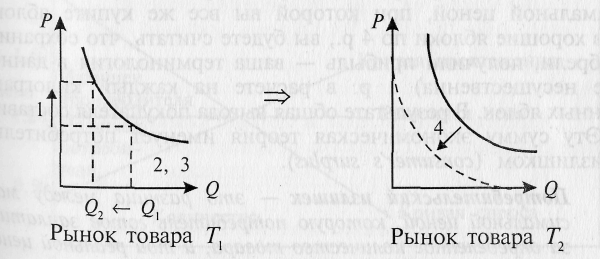 P P
1 4
2, 3
Q₂ Q₁ Q Q
⇒
Рынок товара T₁ Рынок товара T₂